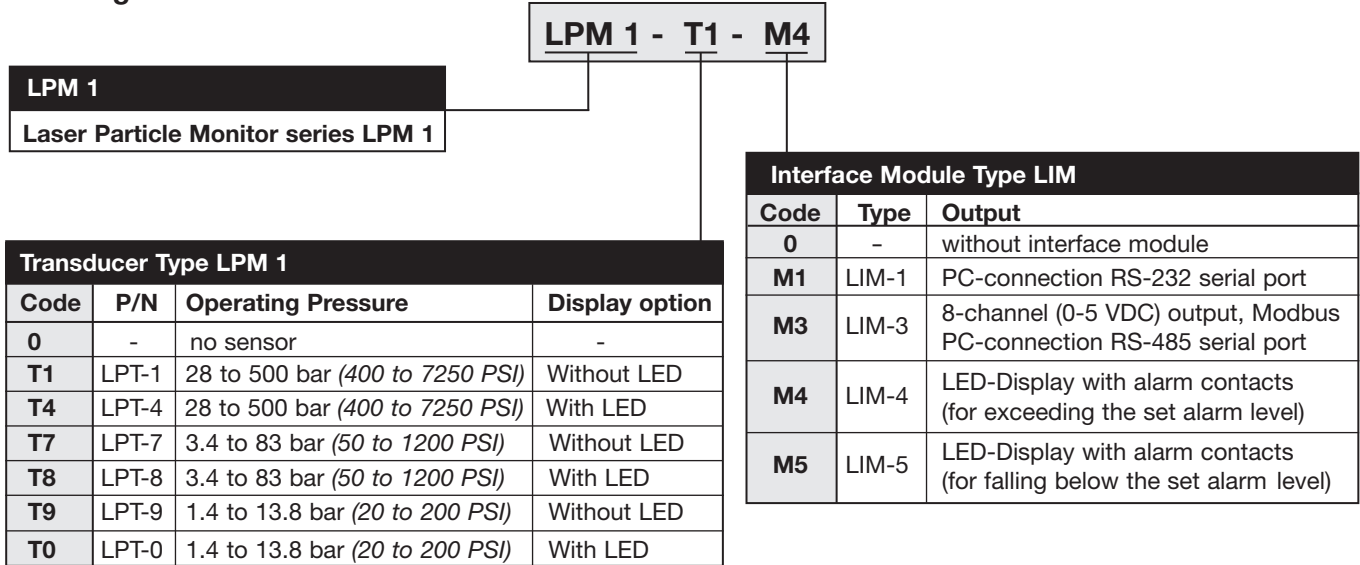 LPM 1 - T1 - M4
LPM 1
Laser Particle Monitor series LPM 1
Transducer Type LPM 1
Code P/N Operating Pressure Display option
0 - no sensor -
T1 LPT-1 28 to 500 bar (400 to 7250 PSI) Without LED
T4 LPT-4 28 to 500 bar (400 to 7250 PSI) With LED
T7 LPT-7 3.4 to 83 bar (50 to 1200 PSI) Without LED
T8 LPT-8 3.4 to 83 bar (50 to 1200 PSI) With LED
T9 LPT-9 1.4 to 13.8 bar (20 to 200 PSI) Without LED
T0 LPT-0 1.4 to 13.8 bar (20 to 200 PSI) With LED
Interface Module Type LIM
Code Type Output
0 - without interface module
M1 LIM-1 PC-connection RS-232 serial port
M3 LIM-3 8-channel (0-5 VDC) output, Modbus
PC-connection RS-485 serial port
M4 LIM-4 LED-Display with alarm contacts
(for exceeding the set alarm level)
M5 LIM-5 LED-Display with alarm contacts
(for falling below the set alarm level)